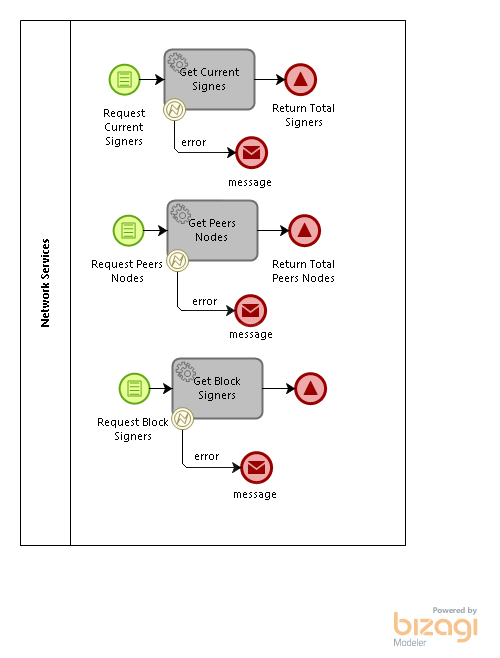 Network Services
Get Current
Signes
Request
Current
Signers
Return Total
Signers
error
message
Get Peers
Nodes
Request Peers
Nodes
Return Total
Peers Nodes
error
message
Get Block
Signers
Request Block
Signers
error
message
Powered by
bizagi
Modeler